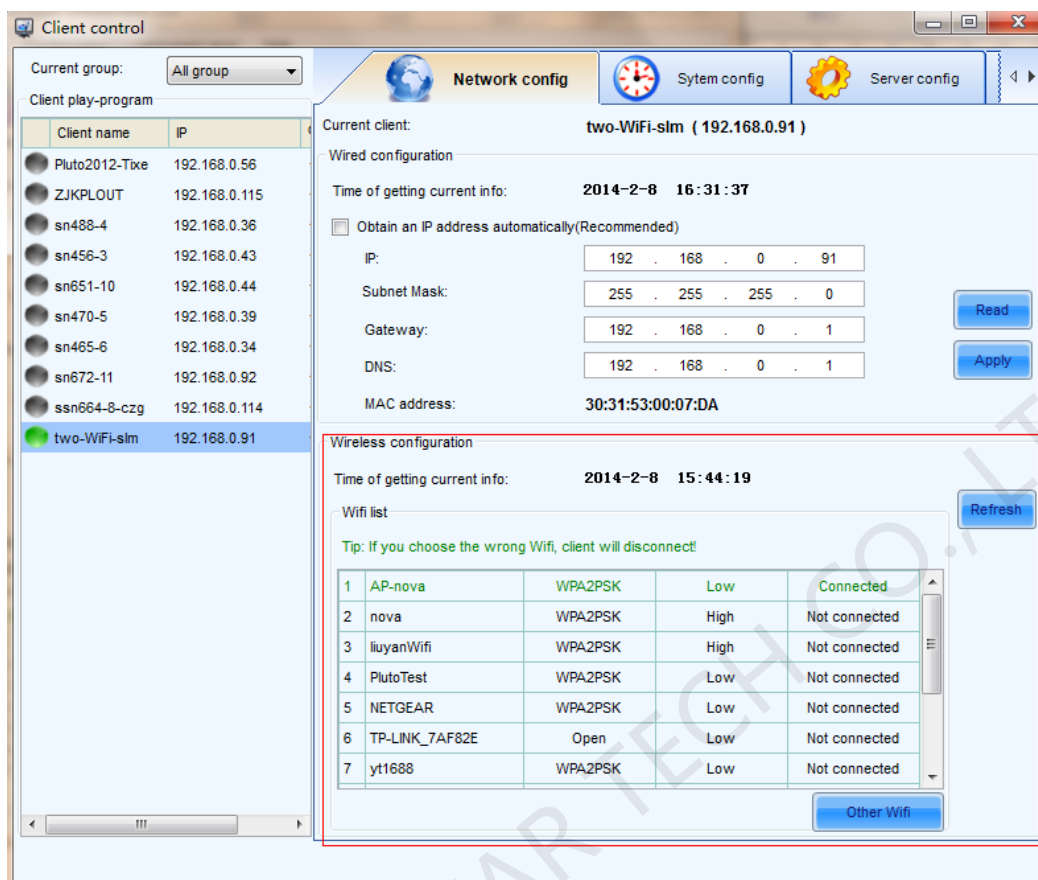 Client control
Current group: All group
Network config Sytem config Server config
Client play-program
Client name IP
Pluto2012-Tixe 192.168.0.56
ZJKPLOUT 192.168.0.115
sn488-4 192.168.0.36
sn456-3 192.168.0.43
sn651-10 192.168.0.44
sn470-5 192.168.0.39
sn465-6 192.168.0.34
sn672-11 192.168.0.92
ssn664-8-czg 192.168.0.114
two-WiFi-slm 192.168.0.91
Current client: two-WiFi-slm ( 192.168.0.91 )
Wired configuration
Time of getting current info: 2014-2-8 16:31:37
Obtain an IP address automatically(Recommended)
IP: 192 . 168 . 0 . 91
Subnet Mask: 255 . 255 . 255 . 0
Read
Gateway: 192 . 168 . 0 . 1
DNS: 192 . 168 . 0 . 1
Apply
MAC address: 30:31:53:00:07:DA
Wireless configuration
Time of getting current info: 2014-2-8 15:44:19
Refresh
Wifi list
Tip: If you choose the wrong Wifi, client will disconnect!
1 AP-nova WPA2PSK Low Connected
2 nova WPA2PSK High Not connected
3 liuyanWifi WPA2PSK High Not connected
4 PlutoTest WPA2PSK Low Not connected
5 NETGEAR WPA2PSK Low Not connected
6 TP-LINK_7AF82E Open Low Not connected
7 yt1688 WPA2PSK Low Not connected
Other Wifi
TECH CO.,